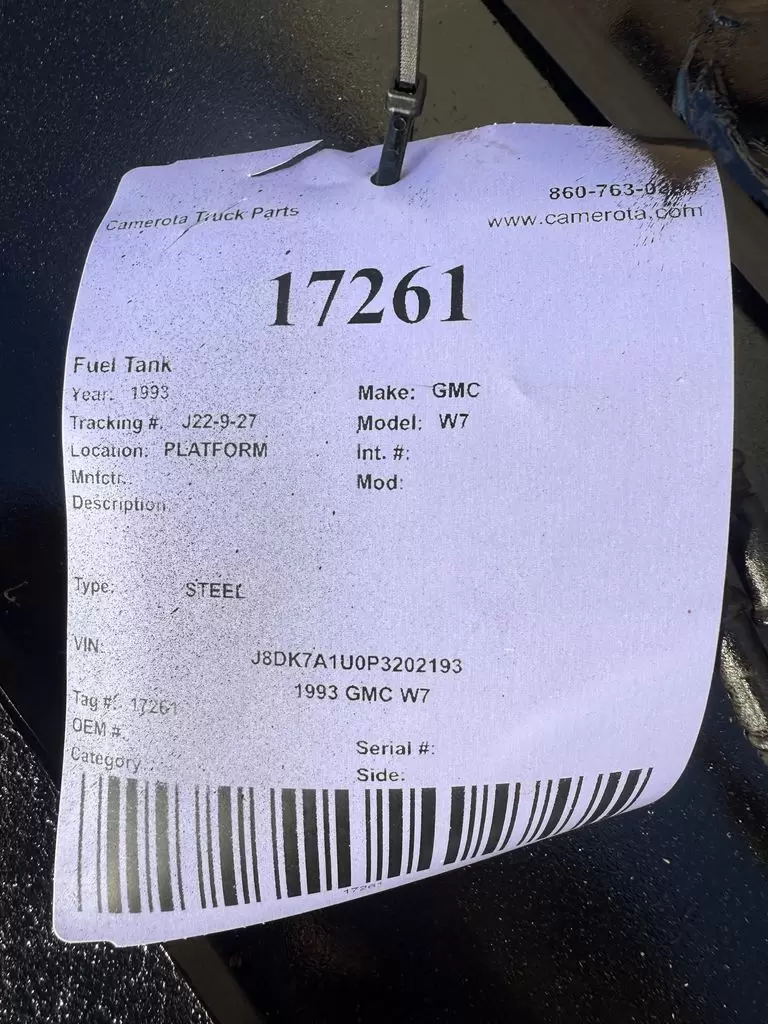 Camerota Truck Parts
860-763-0
www.camerota.com
17261
Fuel Tank
Year: 1993
Make: GMC
Tracking #: J22-9-27
Model: W7
Location: PLATFORM
Int. #:
Mnfctr.:
Mod:
Description:
Type: STEEL
VIN: J8DK7A1U0P3202193
1993 GMC W7
Tag #: 17261
OEM #:
Serial #:
Category:
Side:
17261